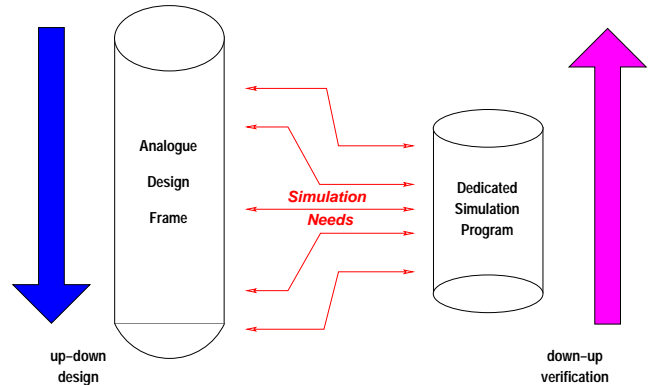 Analogue
Design
Frame
Simulation
Needs
Dedicated
Simulation
Program
up-down
design
down-up
verification